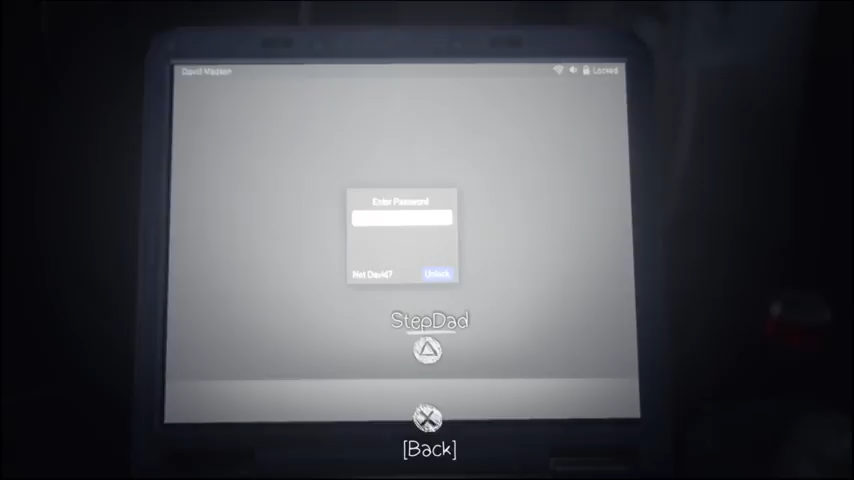 David Madsen
Locked
Enter Password
Not David?
Unlock
StepDad
[Back]